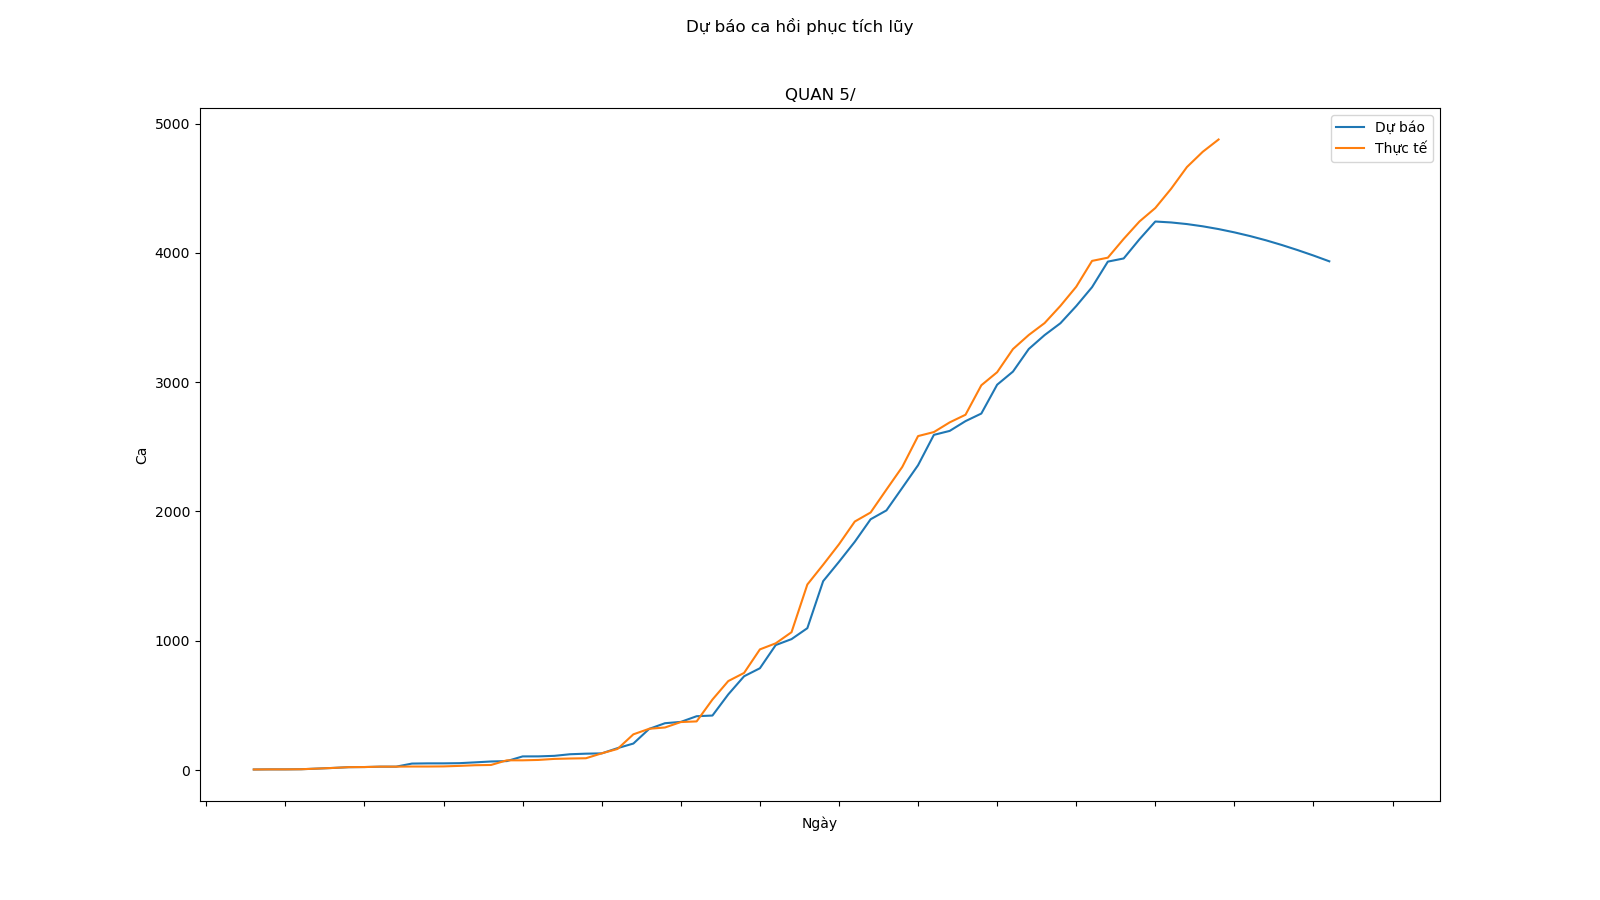 Dự báo ca hồi phục tích lũy
QUAN 5/
5000
4000
3000
2000
1000
0
Ca
Dự báo
Thực tế
Ngày